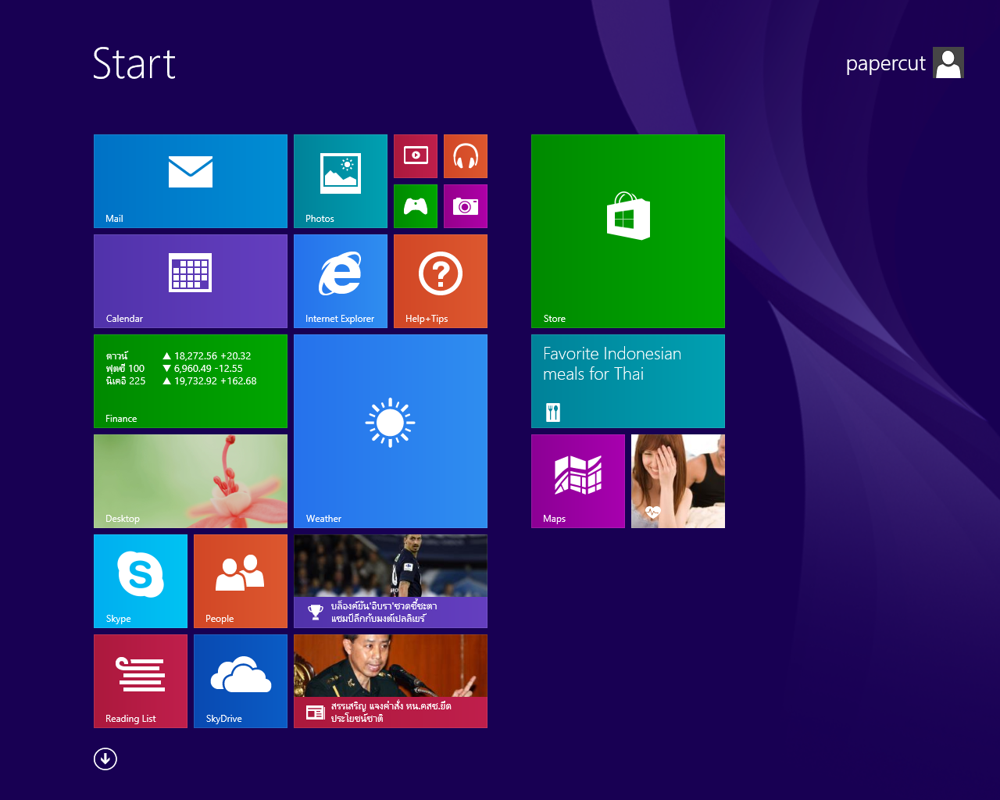 Start
papercut
Mail
Photos
Calendar
Internet Explorer
Help+Tips
Store
ดาวน์ ▲ 18,272.56 +20.32
ฟุตซี่ 100 ▼ 6,960.49 -12.55
นิเคอิ 225 ▲ 19,732.92 +162.68
Finance
Weather
Favorite Indonesian
meals for Thai
Desktop
Maps
Skype
People
บล็องค์ยัน'อิบรา'ชวดซี้ชะตา
แชมป์ลีกกับมงต์เปลลิเยร์
Reading List
SkyDrive
สรรเสริญ แจงคำสั่ง หน.คสช.ยึด
ประโยชน์ชาติ